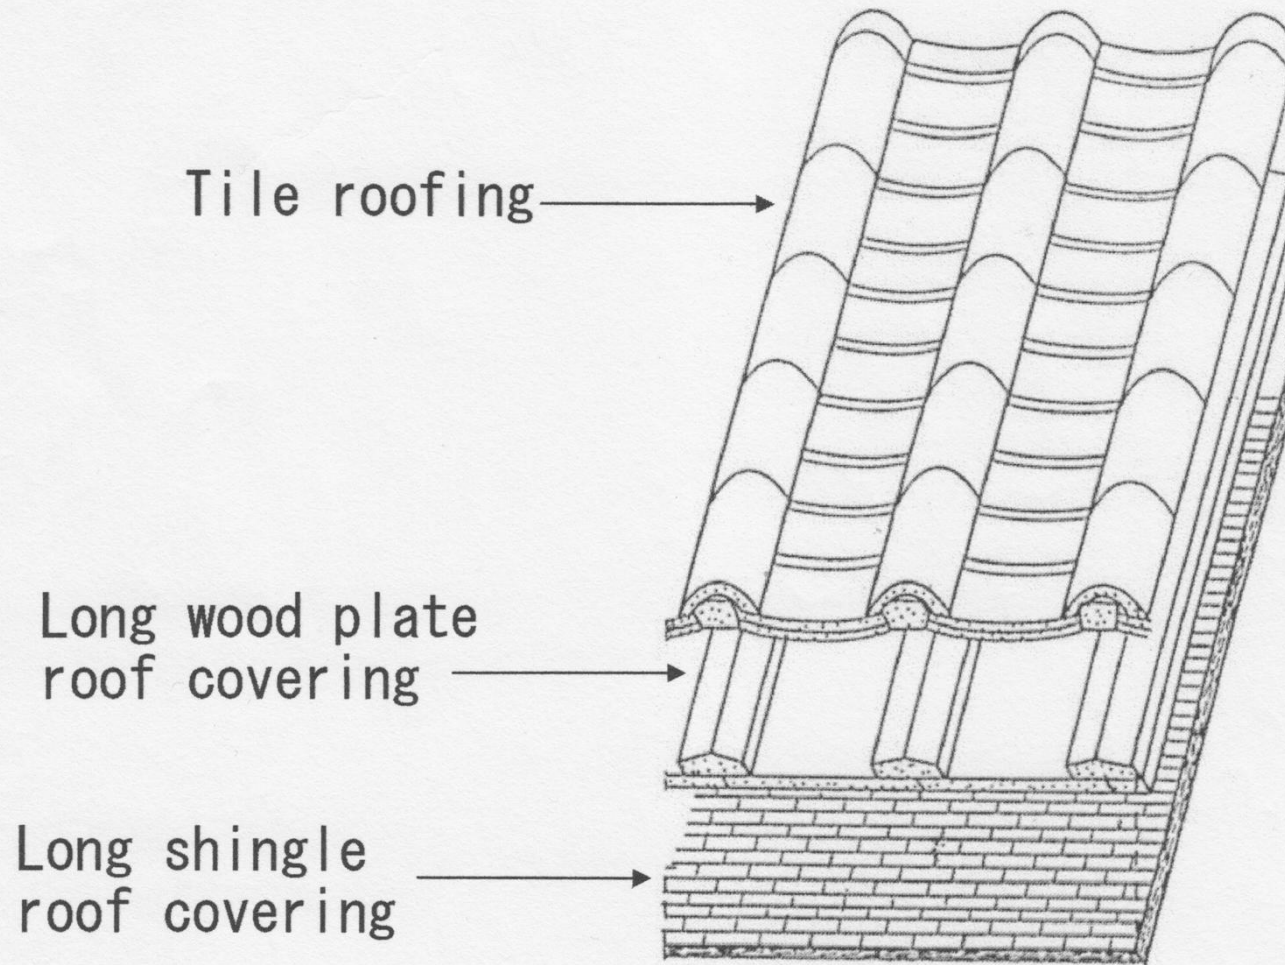 Tile roofing
Long wood plate
roof covering
Long shingle
roof covering